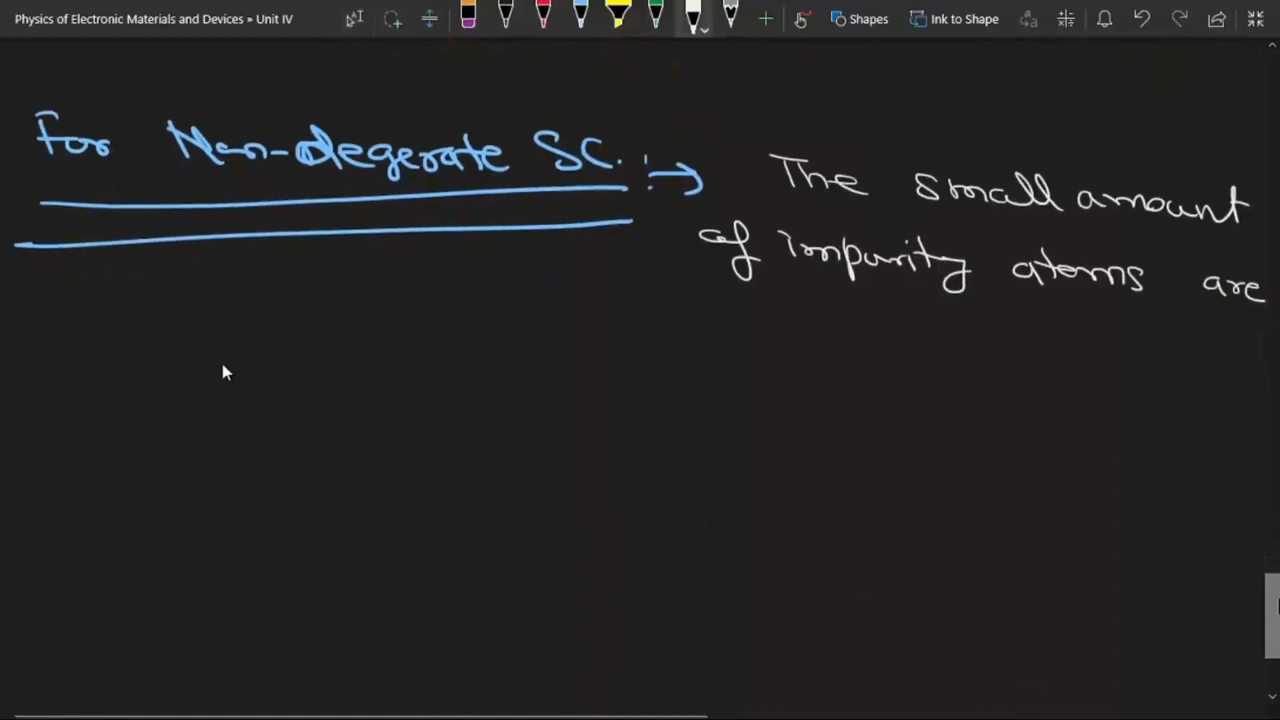 Physics of Electronic Materials and Devices » Unit IV
Shapes
Ink to Shape
For Non-degerate SC. :→ The small amount
of impurity atoms are